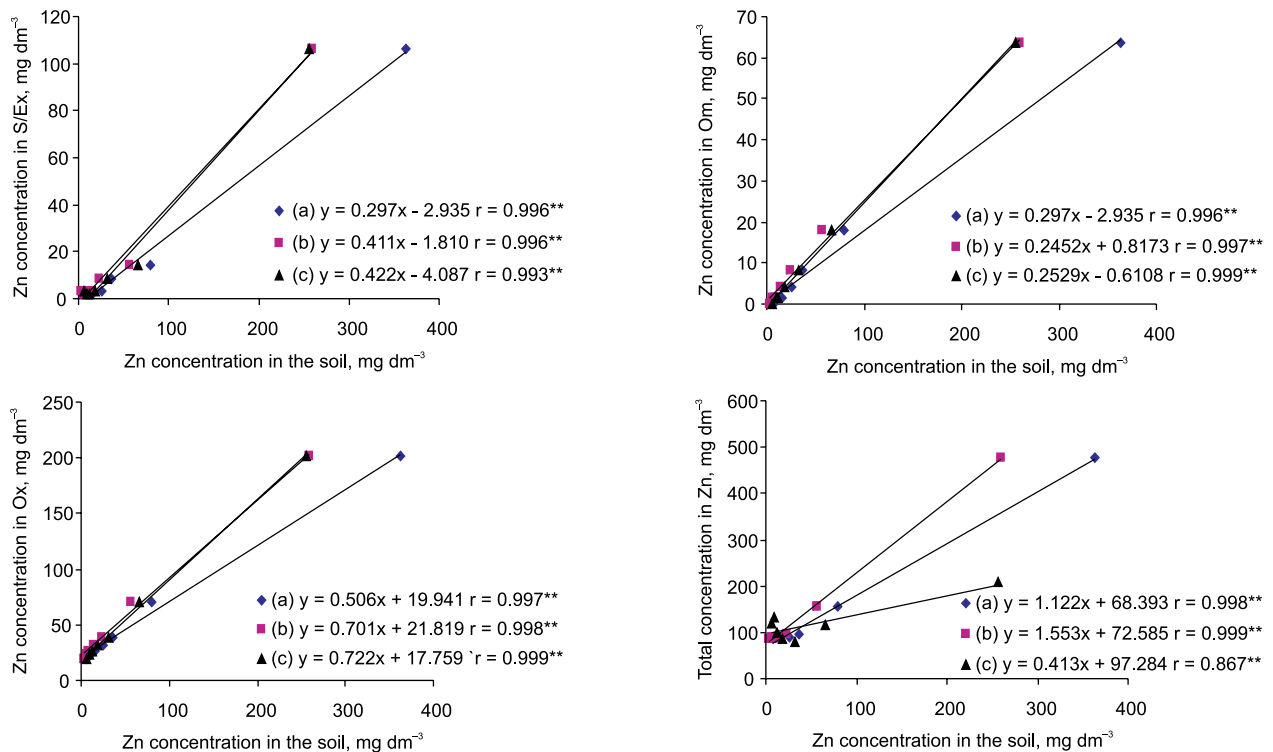 Zn concentration in S/Ex, mg dm⁻³
120
100
80
60
40
20
0
0 100 200 300 400
(a) y = 0.297x - 2.935 r = 0.996**
(b) y = 0.411x - 1.810 r = 0.996**
(c) y = 0.422x - 4.087 r = 0.993**
Zn concentration in the soil, mg dm⁻³
Zn concentration in Om, mg dm⁻³
70
60
50
40
30
20
10
0
0 100 200 300 400
(a) y = 0.297x - 2.935 r = 0.996**
(b) y = 0.2452x + 0.8173 r = 0.997**
(c) y = 0.2529x - 0.6108 r = 0.999**
Zn concentration in the soil, mg dm⁻³
Zn concentration in Ox, mg dm⁻³
250
200
150
100
50
0
0 100 200 300 400
(a) y = 0.506x + 19.941 r = 0.997**
(b) y = 0.701x + 21.819 r = 0.998**
(c) y = 0.722x + 17.759 `r = 0.999**
Zn concentration in the soil, mg dm⁻³
Total concentration in Zn, mg dm⁻³
600
500
400
300
200
100
0
0 100 200 300 400
(a) y = 1.122x + 68.393 r = 0.998**
(b) y = 1.553x + 72.585 r = 0.999**
(c) y = 0.413x + 97.284 r = 0.867**
Zn concentration in the soil, mg dm⁻³